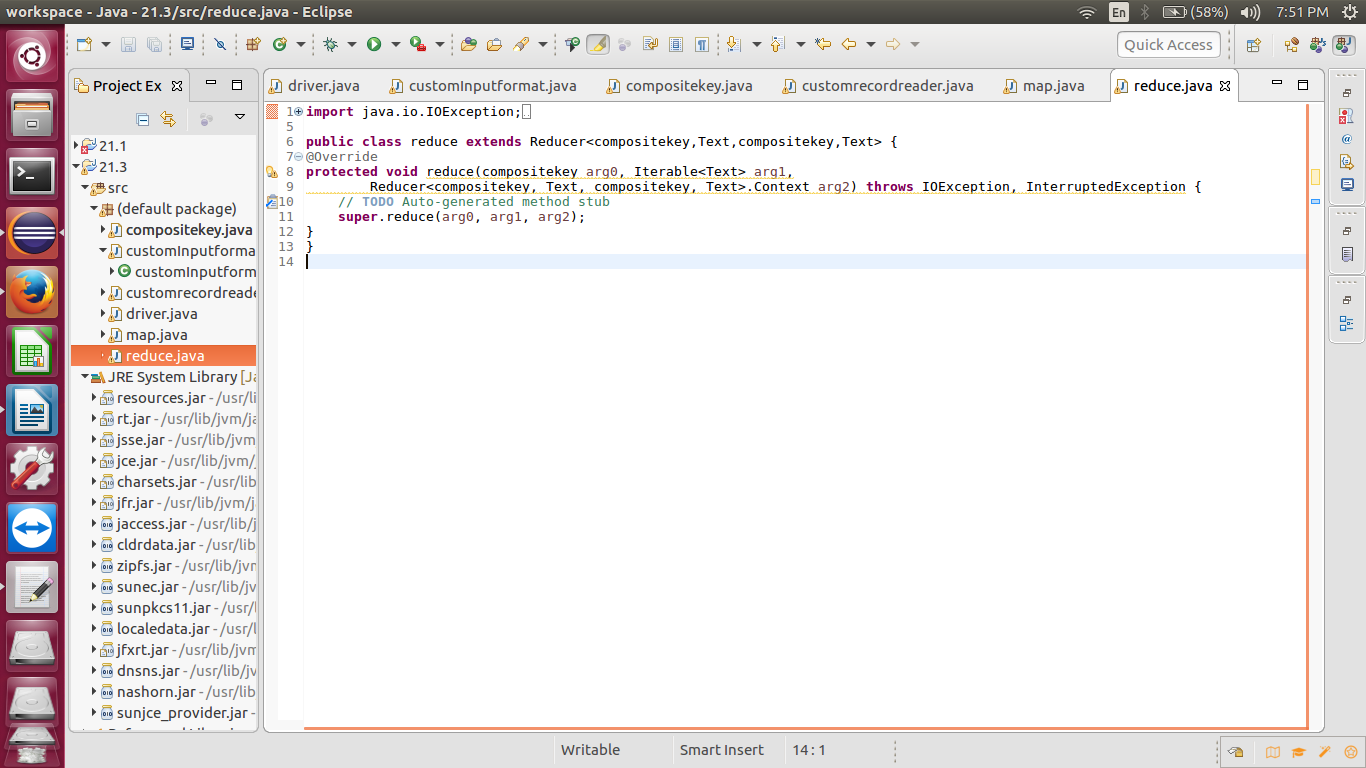 workspace - Java - 21.3/src/reduce.java - Eclipse
En
(58%)
7:51 PM
Quick Access
Project Ex
driver.java
customInputformat.java
compositekey.java
customrecordreader.java
map.java
reduce.java
21.1
21.3
src
(default package)
compositekey.java
customInputforma
customInputform
customrecordreade
driver.java
map.java
reduce.java
JRE System Library [Ja
resources.jar - /usr/li
rt.jar - /usr/lib/jvm/ja
jsse.jar - /usr/lib/jvm
jce.jar - /usr/lib/jvm/
charsets.jar - /usr/lib/
jfr.jar - /usr/lib/jvm/j
jaccess.jar - /usr/lib/j
cldrdata.jar - /usr/lib
zipfs.jar - /usr/lib/jvm
sunec.jar - /usr/lib/jv
sunpkcs11.jar - /usr/
localedata.jar - /usr/l
jfxrt.jar - /usr/lib/jvm
dnsns.jar - /usr/lib/jv
nashorn.jar - /usr/lib
sunjce_provider.jar -
1 import java.io.IOException;
5
6 public class reduce extends Reducer<compositekey,Text,compositekey,Text> {
7 @Override
8 protected void reduce(compositekey arg0, Iterable<Text> arg1,
9 Reducer<compositekey, Text, compositekey, Text>.Context arg2) throws IOException, InterruptedException {
10 // TODO Auto-generated method stub
11 super.reduce(arg0, arg1, arg2);
12 }
13 }
14
Writable
Smart Insert
14 : 1